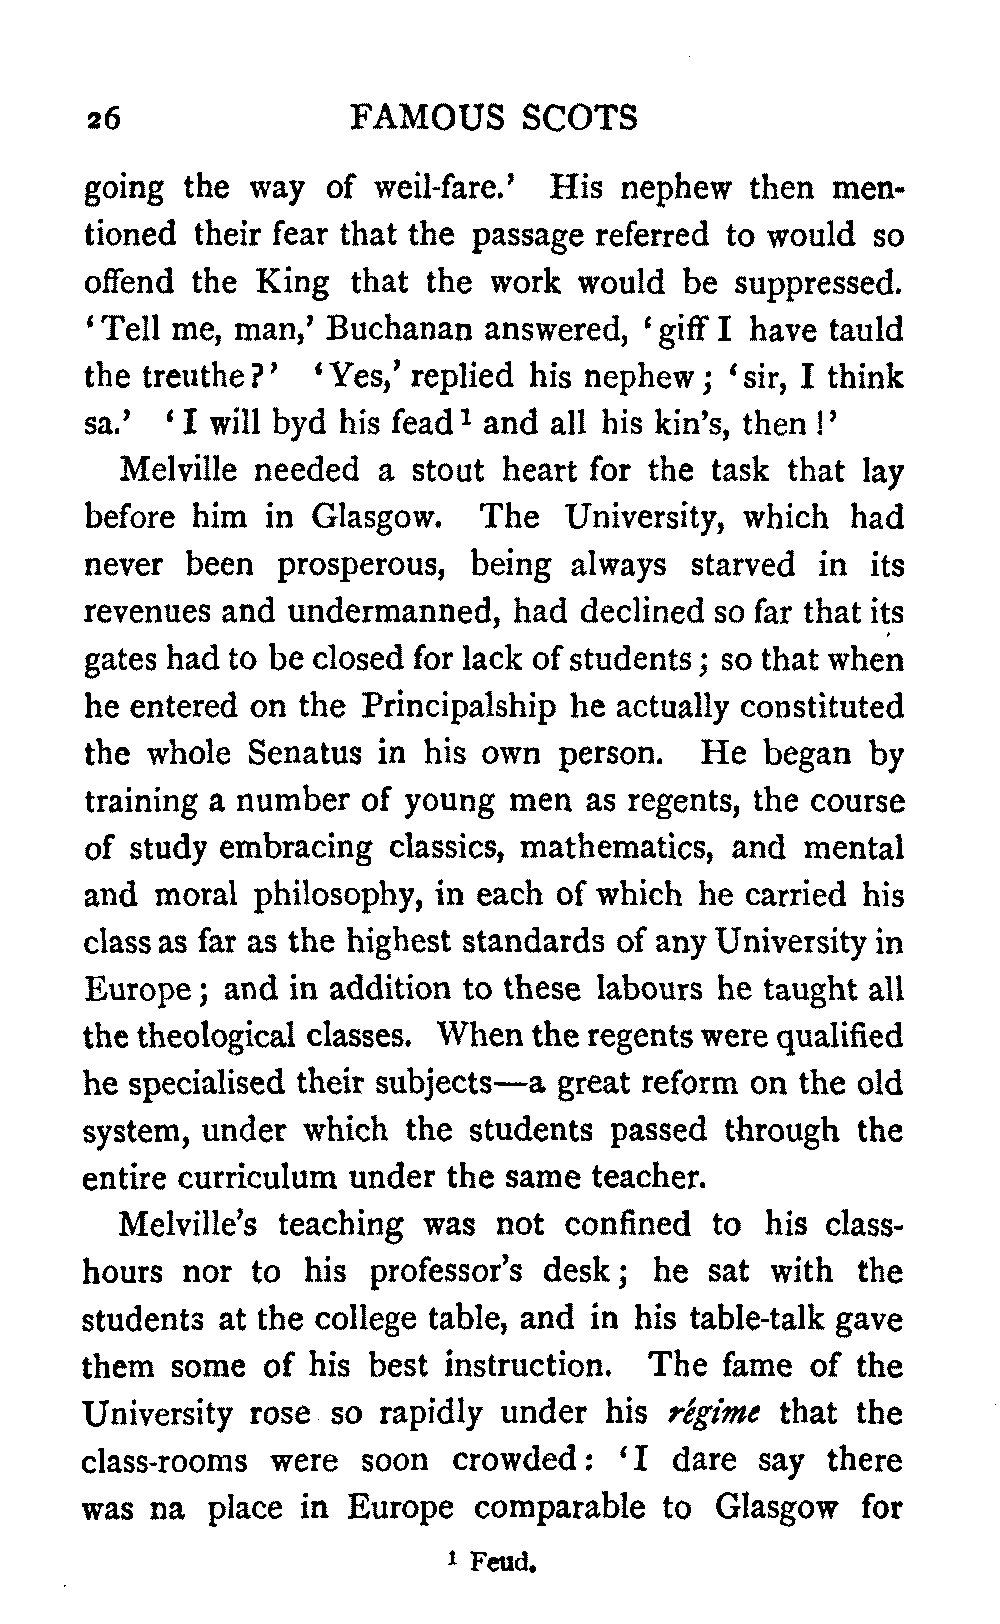 26 FAMOUS SCOTS
going the way of weil-fare.’ His nephew then men-
tioned their fear that the passage referred to would so
offend the King that the work would be suppressed.
‘Tell me, man,’ Buchanan answered, ‘giff I have tauld
the treuthe?’ ‘Yes,’ replied his nephew; ‘sir, I think
sa.’ ‘I will byd his fead¹ and all his kin’s, then!’
Melville needed a stout heart for the task that lay
before him in Glasgow. The University, which had
never been prosperous, being always starved in its
revenues and undermanned, had declined so far that its
gates had to be closed for lack of students; so that when
he entered on the Principalship he actually constituted
the whole Senatus in his own person. He began by
training a number of young men as regents, the course
of study embracing classics, mathematics, and mental
and moral philosophy, in each of which he carried his
class as far as the highest standards of any University in
Europe; and in addition to these labours he taught all
the theological classes. When the regents were qualified
he specialised their subjects—a great reform on the old
system, under which the students passed through the
entire curriculum under the same teacher.
Melville’s teaching was not confined to his class-
hours nor to his professor’s desk; he sat with the
students at the college table, and in his table-talk gave
them some of his best instruction. The fame of the
University rose so rapidly under his régime that the
class-rooms were soon crowded: ‘I dare say there
was na place in Europe comparable to Glasgow for
¹ Feud.